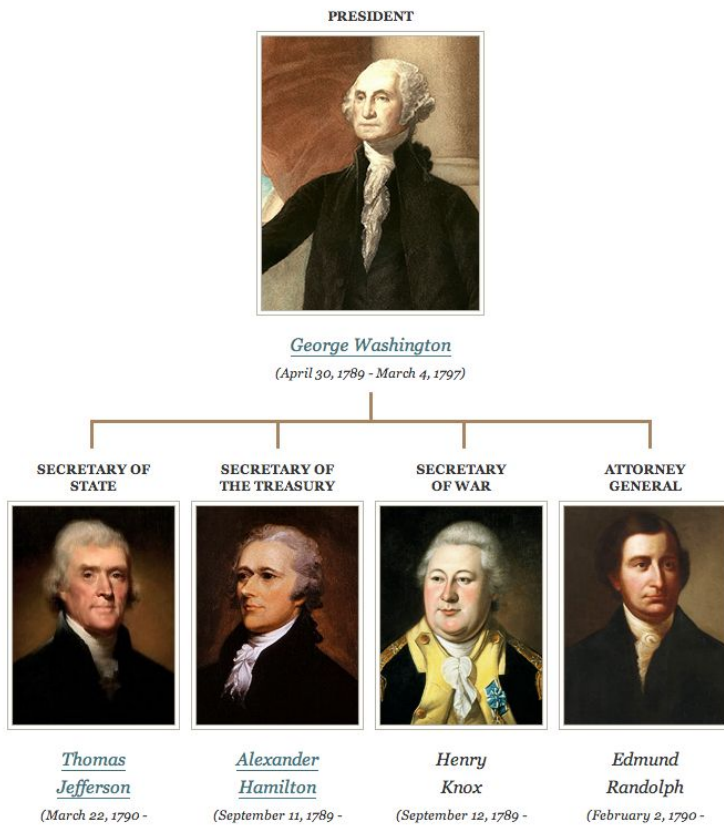 PRESIDENT
George Washington
(April 30, 1789 - March 4, 1797)
SECRETARY OF
STATE
SECRETARY OF
THE TREASURY
SECRETARY
OF WAR
ATTORNEY
GENERAL
Thomas
Jefferson
Alexander
Hamilton
Henry
Knox
Edmund
Randolph
(March 22, 1790 -
(September 11, 1789 -
(September 12, 1789 -
(February 2, 1790 -